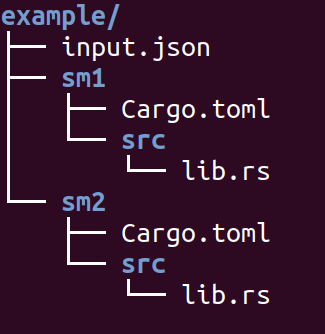 example/
input.json
sm1
Cargo.toml
src
lib.rs
sm2
Cargo.toml
src
lib.rs